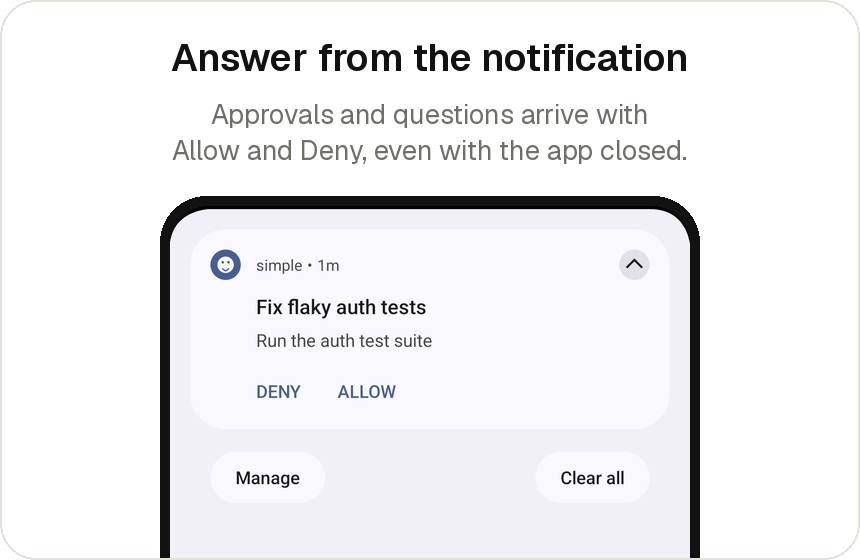 Answer from the notification
Approvals and questions arrive with
Allow and Deny, even with the app closed.
simple • 1m
Fix flaky auth tests
Run the auth test suite
DENY ALLOW
Manage Clear all